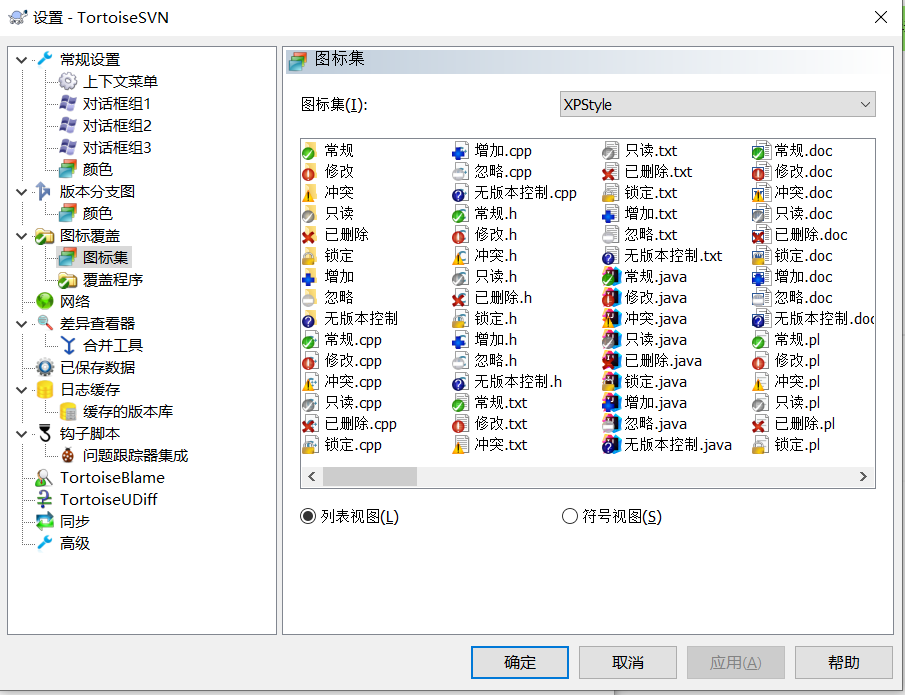 设置 - TortoiseSVN
常规设置
上下文菜单
对话框组1
对话框组2
对话框组3
颜色
版本分支图
颜色
图标覆盖
图标集
覆盖程序
网络
差异查看器
合并工具
已保存数据
日志缓存
缓存的版本库
钩子脚本
问题跟踪器集成
TortoiseBlame
TortoiseUDiff
同步
高级
图标集
图标集(I): XPStyle
常规 增加.cpp 只读.txt 常规.doc
修改 忽略.cpp 已删除.txt 修改.doc
冲突 无版本控制.cpp 锁定.txt 冲突.doc
只读 常规.h 增加.txt 只读.doc
已删除 修改.h 忽略.txt 已删除.doc
锁定 冲突.h 无版本控制.txt 锁定.doc
增加 只读.h 常规.java 增加.doc
忽略 已删除.h 修改.java 忽略.doc
无版本控制 锁定.h 冲突.java 无版本控制.doc
常规.cpp 增加.h 只读.java 常规.pl
修改.cpp 忽略.h 已删除.java 修改.pl
冲突.cpp 无版本控制.h 锁定.java 冲突.pl
只读.cpp 常规.txt 增加.java 只读.pl
已删除.cpp 修改.txt 忽略.java 已删除.pl
锁定.cpp 冲突.txt 无版本控制.java 锁定.pl
列表视图(L) 符号视图(S)
确定 取消 应用(A) 帮助